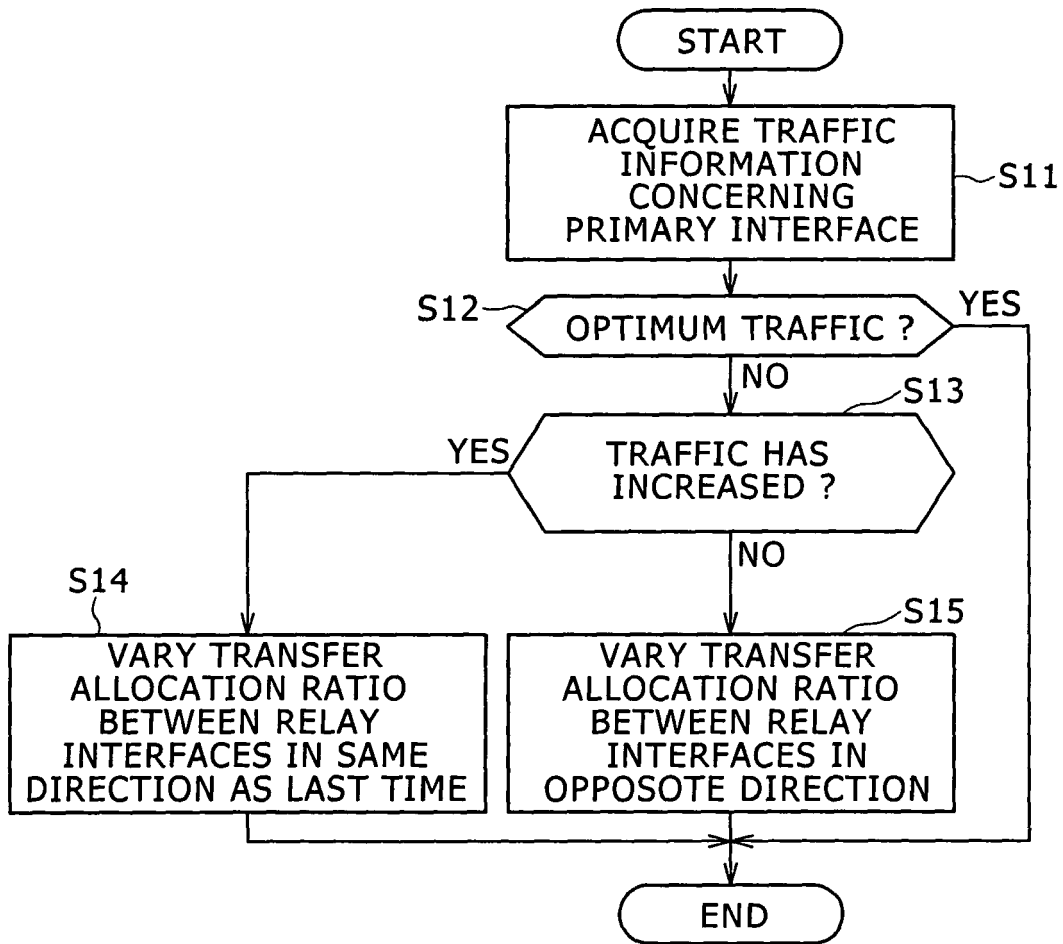 START
ACQUIRE TRAFFIC
INFORMATION
CONCERNING
PRIMARY INTERFACE
S11
S12
OPTIMUM TRAFFIC ?
YES
NO
S13
YES
TRAFFIC HAS
INCREASED ?
NO
S14
VARY TRANSFER
ALLOCATION RATIO
BETWEEN RELAY
INTERFACES IN SAME
DIRECTION AS LAST TIME
S15
VARY TRANSFER
ALLOCATION RATIO
BETWEEN RELAY
INTERFACES IN
OPPOSOTE DIRECTION
END